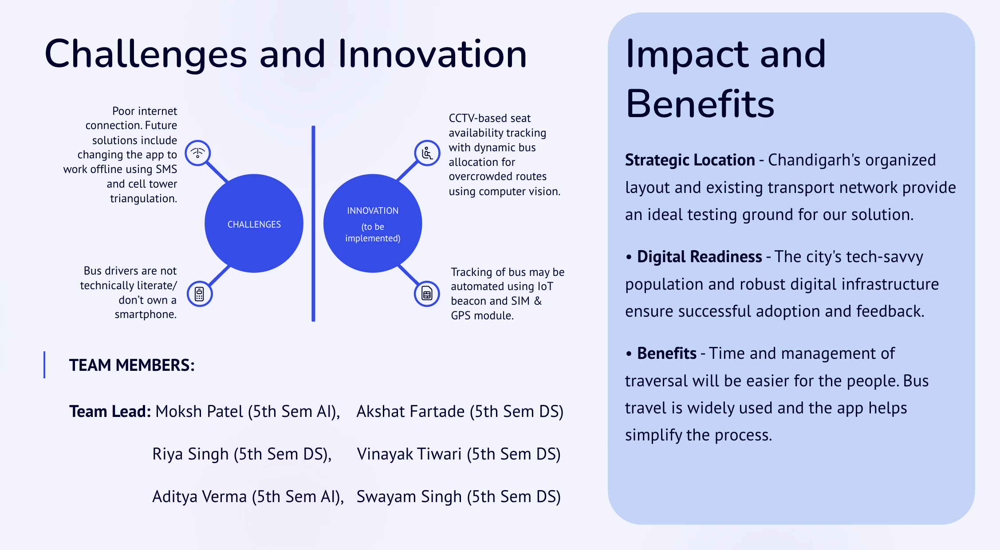 Challenges and Innovation
Poor internet
connection. Future
solutions include
changing the app to
work offline using SMS
and cell tower
triangulation.
Bus drivers are not
technically literate/
don’t own a
smartphone.
CHALLENGES
INNOVATION
(to be
implemented)
CCTV-based seat
availability tracking
with dynamic bus
allocation for
overcrowded routes
using computer vision.
Tracking of bus may be
automated using IoT
beacon and SIM &
GPS module.
TEAM MEMBERS:
Team Lead: Moksh Patel (5th Sem AI), Akshat Fartade (5th Sem DS)
Riya Singh (5th Sem DS), Vinayak Tiwari (5th Sem DS)
Aditya Verma (5th Sem AI), Swayam Singh (5th Sem DS)
Impact and
Benefits
Strategic Location - Chandigarh's organized
layout and existing transport network provide
an ideal testing ground for our solution.
• Digital Readiness - The city's tech-savvy
population and robust digital infrastructure
ensure successful adoption and feedback.
• Benefits - Time and management of
traversal will be easier for the people. Bus
travel is widely used and the app helps
simplify the process.